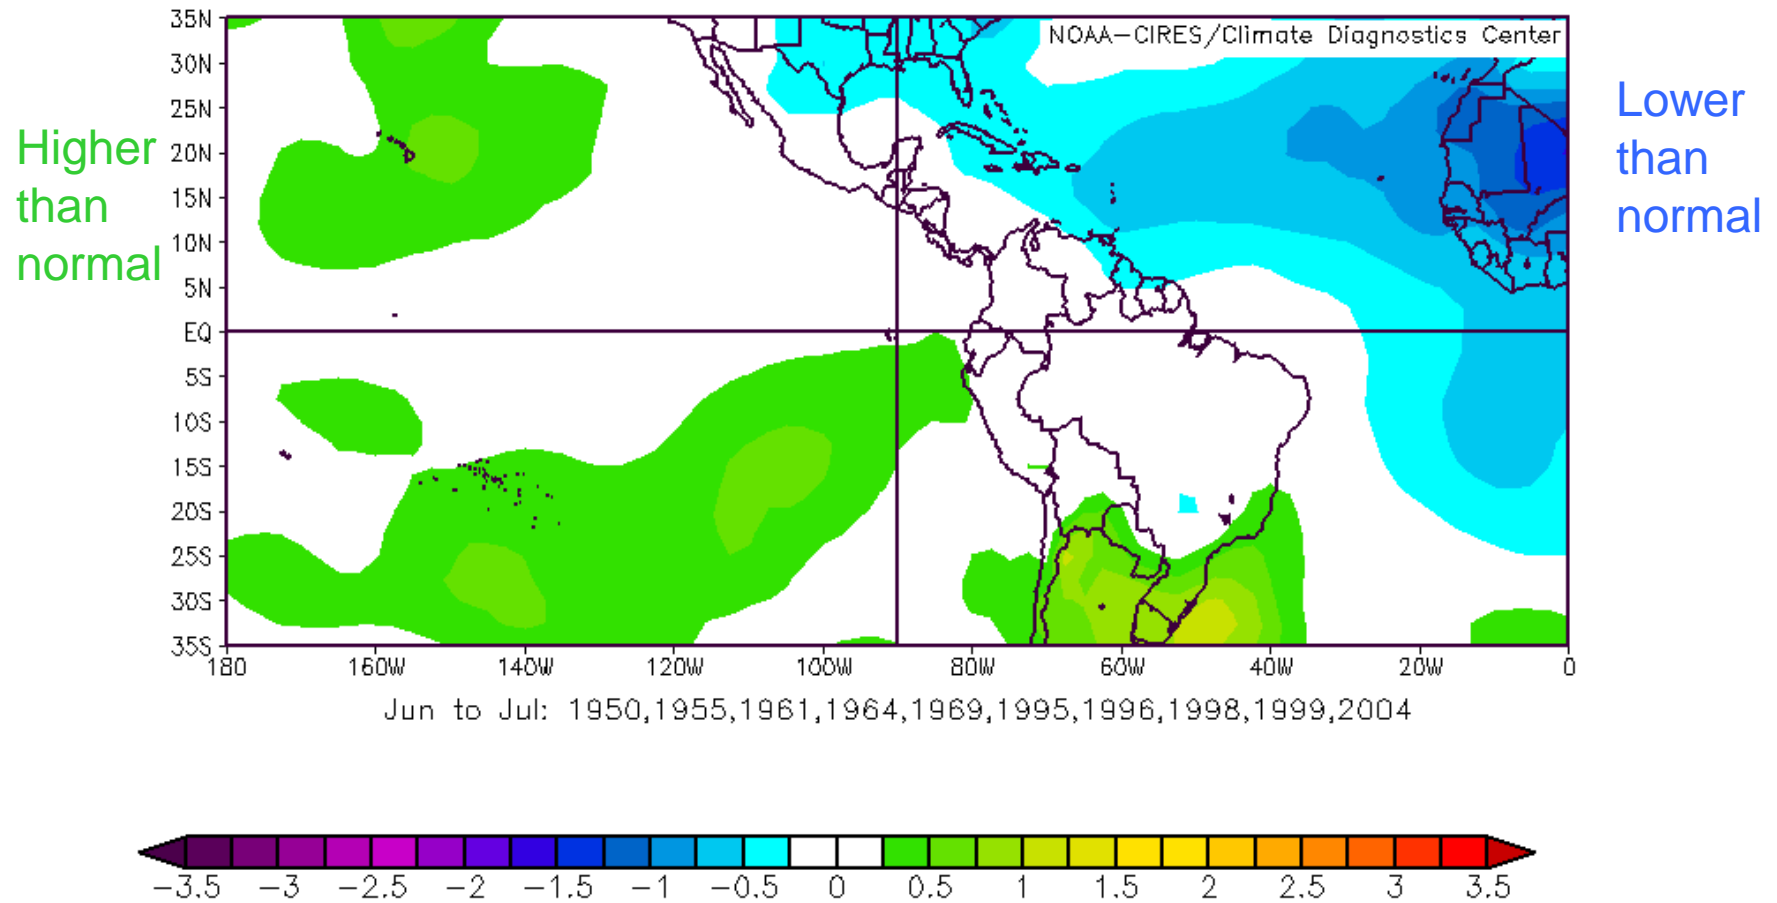 NOAA-CIRES/Climate Diagnostics Center
Higher
than
normal
Lower
than
normal
35N
30N
25N
20N
15N
10N
5N
EQ
5S
10S
15S
20S
25S
30S
35S
180 160W 140W 120W 100W 80W 60W 40W 20W 0
Jun to Jul: 1950,1955,1961,1964,1969,1995,1996,1998,1999,2004
-3.5 -3 -2.5 -2 -1.5 -1 -0.5 0 0.5 1 1.5 2 2.5 3 3.5